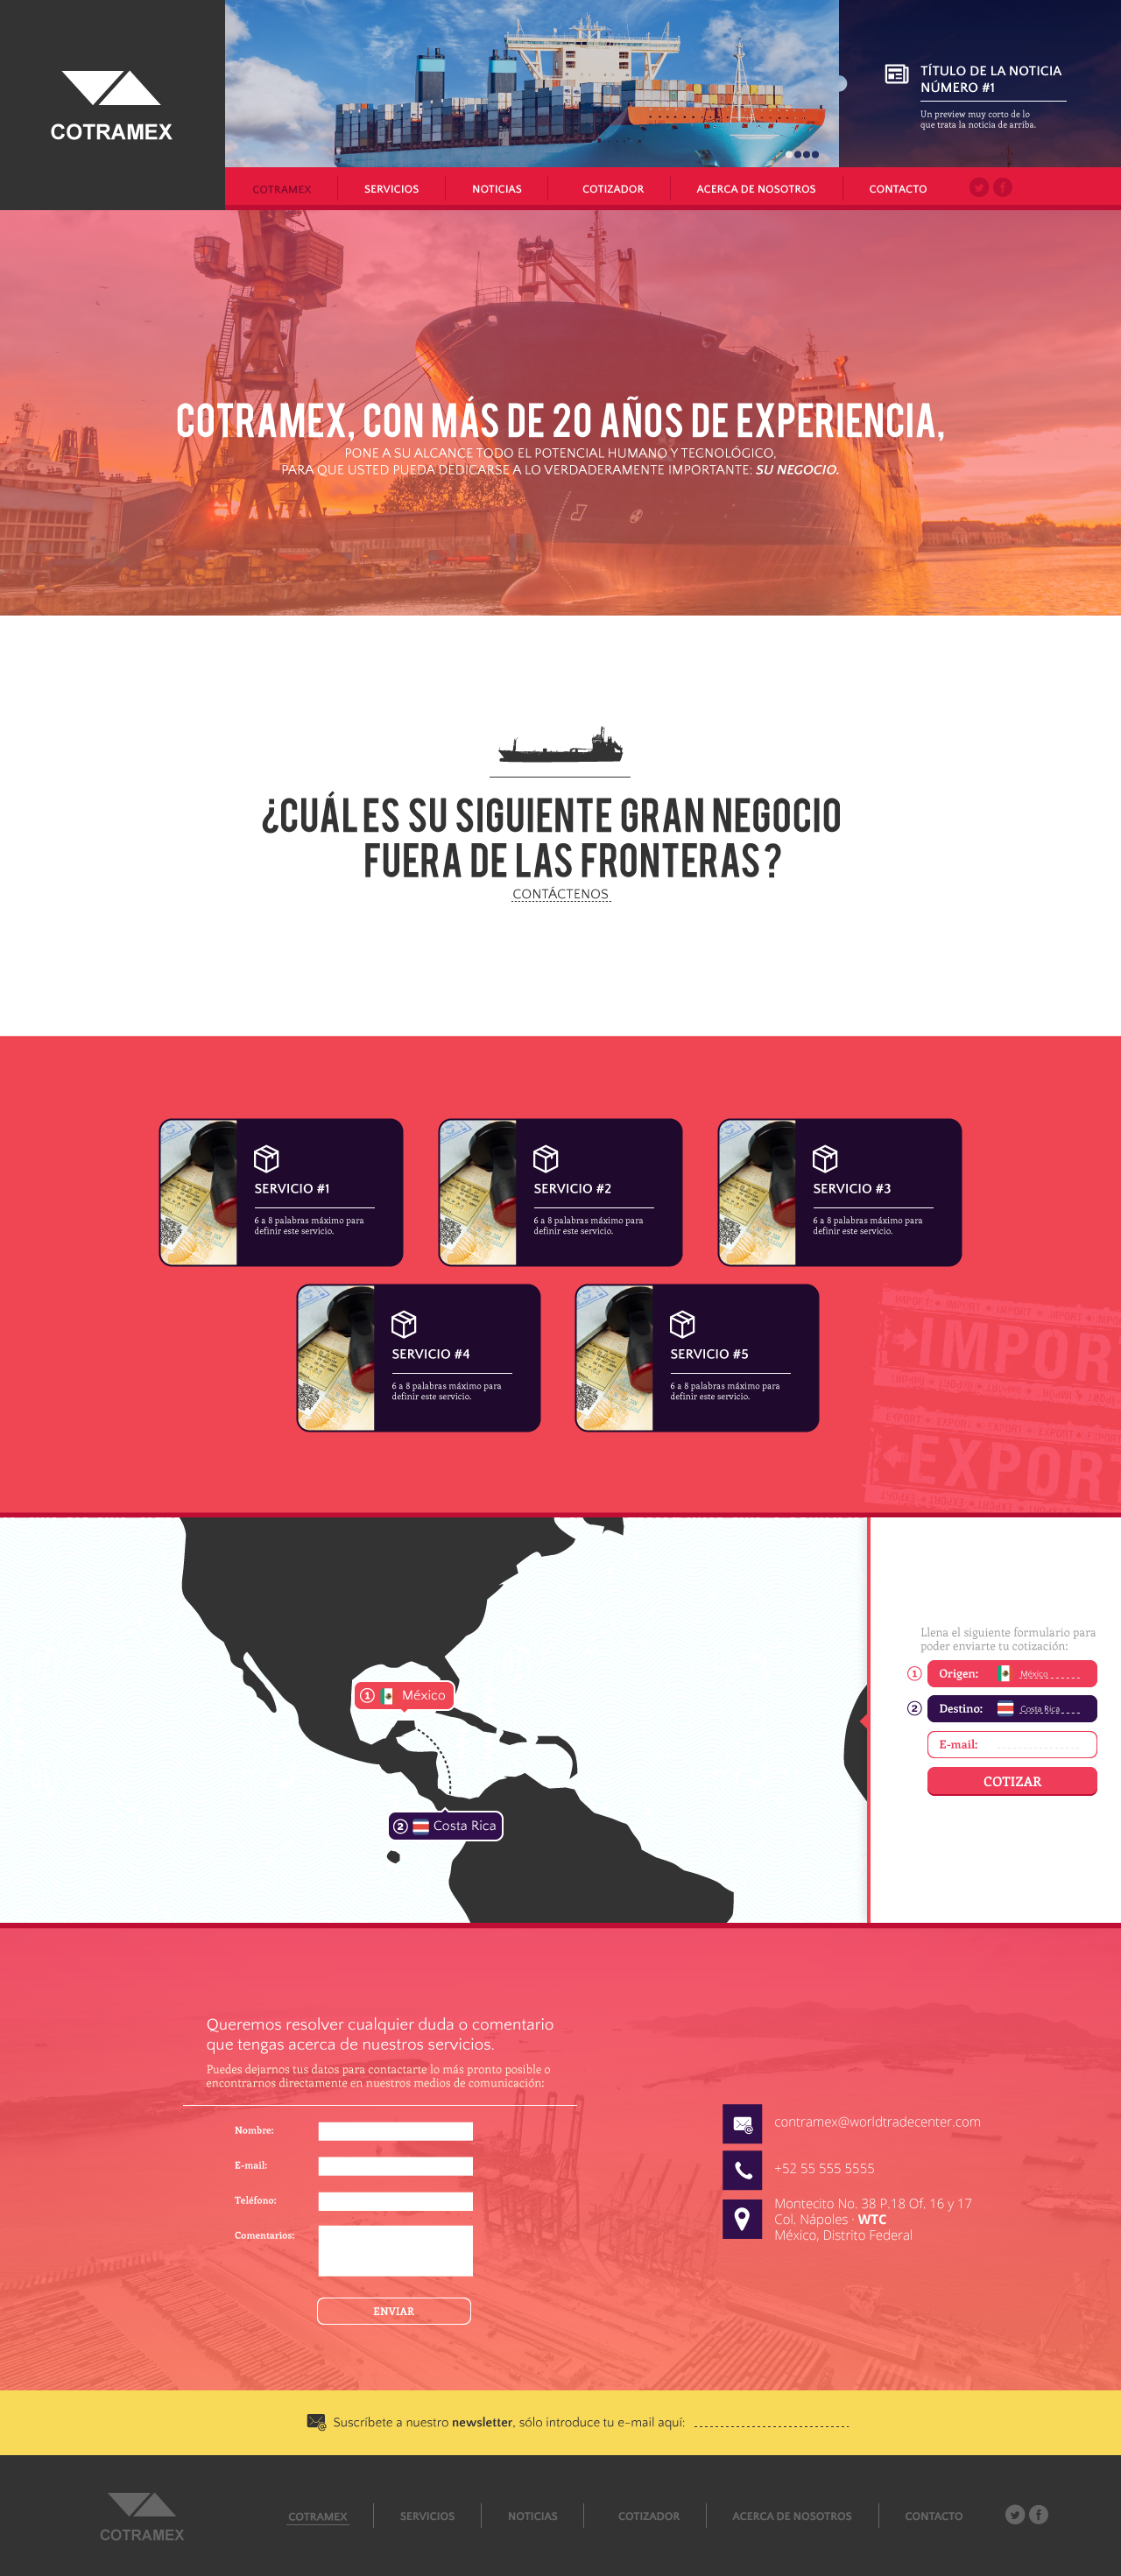 COTRAMEX
TÍTULO DE LA NOTICIA
NÚMERO #1
Un preview muy corto de lo
que trata la noticia de arriba.
COTRAMEX
SERVICIOS
NOTICIAS
COTIZADOR
ACERCA DE NOSOTROS
CONTACTO
COTRAMEX, CON MÁS DE 20 AÑOS DE EXPERIENCIA,
PONE A SU ALCANCE TODO EL POTENCIAL HUMANO Y TECNOLÓGICO,
PARA QUE USTED PUEDA DEDICARSE A LO VERDADERAMENTE IMPORTANTE: SU NEGOCIO.
¿CUÁL ES SU SIGUIENTE GRAN NEGOCIO
FUERA DE LAS FRONTERAS?
CONTÁCTENOS
SERVICIO #1
6 a 8 palabras máximo para
definir este servicio.
SERVICIO #2
6 a 8 palabras máximo para
definir este servicio.
SERVICIO #3
6 a 8 palabras máximo para
definir este servicio.
SERVICIO #4
6 a 8 palabras máximo para
definir este servicio.
SERVICIO #5
6 a 8 palabras máximo para
definir este servicio.
IMPOR
EXPORT
1 México
2 Costa Rica
Llena el siguiente formulario para
poder enviarte tu cotización:
1 Origen: México
2 Destino: Costa Rica
E-mail:
COTIZAR
Queremos resolver cualquier duda o comentario
que tengas acerca de nuestros servicios.
Puedes dejarnos tus datos para contactarte lo más pronto posible o
encontrarnos directamente en nuestros medios de comunicación:
Nombre:
E-mail:
Teléfono:
Comentarios:
ENVIAR
contramex@worldtradecenter.com
+52 55 555 5555
Montecito No. 38 P.18 Of. 16 y 17
Col. Nápoles · WTC
México, Distrito Federal
Suscríbete a nuestro newsletter, sólo introduce tu e-mail aquí:
COTRAMEX
COTRAMEX
SERVICIOS
NOTICIAS
COTIZADOR
ACERCA DE NOSOTROS
CONTACTO